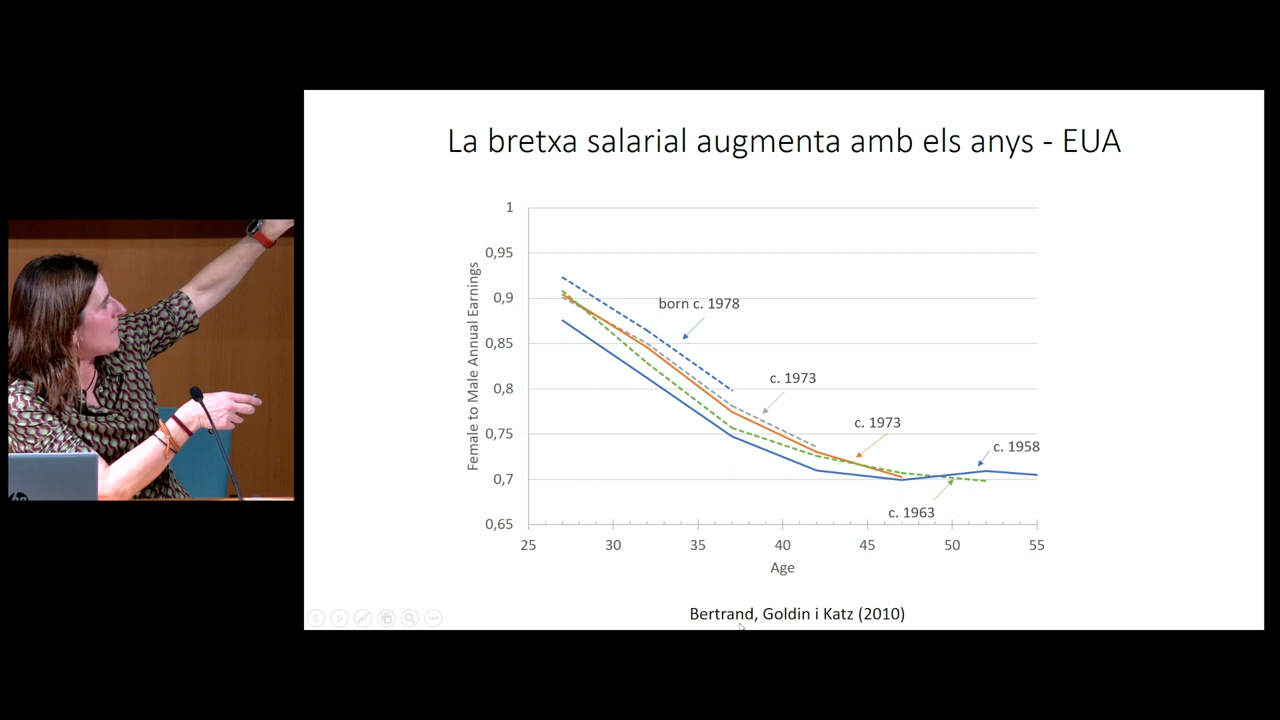 La bretxa salarial augmenta amb els anys - EUA
Female to Male Annual Earnings
1
0,95
0,9
0,85
0,8
0,75
0,7
0,65
born c. 1978
c. 1973
c. 1973
c. 1958
c. 1963
25
30
35
40
45
50
55
Age
Bertrand, Goldin i Katz (2010)
hp